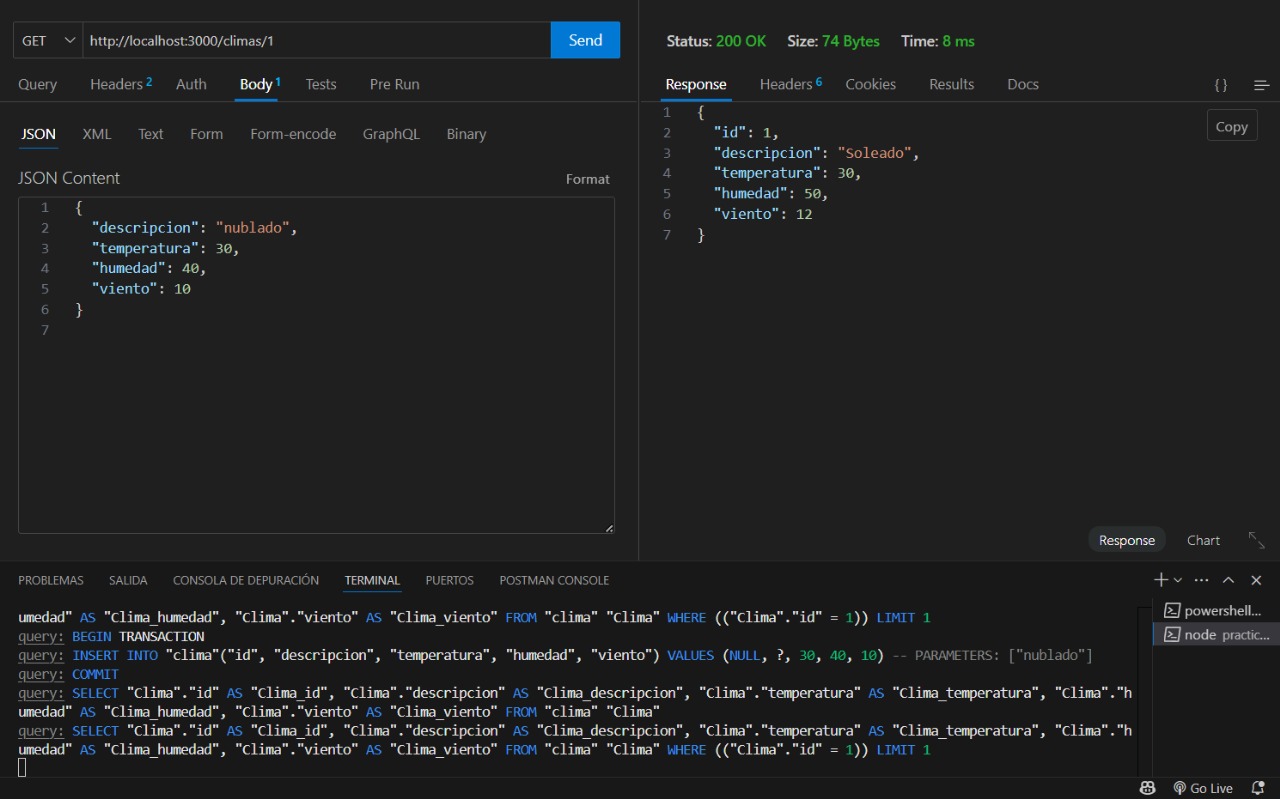 GET http://localhost:3000/climas/1 Send
Query Headers 2 Auth Body 1 Tests Pre Run
JSON XML Text Form Form-encode GraphQL Binary
JSON Content Format
1 {
2 "descripcion": "nublado",
3 "temperatura": 30,
4 "humedad": 40,
5 "viento": 10
6 }
7
Status: 200 OK Size: 74 Bytes Time: 8 ms
Response Headers 6 Cookies Results Docs {}
Copy
1 {
2 "id": 1,
3 "descripcion": "Soleado",
4 "temperatura": 30,
5 "humedad": 50,
6 "viento": 12
7 }
Response Chart
PROBLEMAS SALIDA CONSOLA DE DEPURACIÓN TERMINAL PUERTOS POSTMAN CONSOLE
umedad" AS "Clima_humedad", "Clima"."viento" AS "Clima_viento" FROM "clima" "Clima" WHERE (("Clima"."id" = 1)) LIMIT 1
query: BEGIN TRANSACTION
query: INSERT INTO "clima"("id", "descripcion", "temperatura", "humedad", "viento") VALUES (NULL, ?, 30, 40, 10) -- PARAMETERS: ["nublado"]
query: COMMIT
query: SELECT "Clima"."id" AS "Clima_id", "Clima"."descripcion" AS "Clima_descripcion", "Clima"."temperatura" AS "Clima_temperatura", "Clima"."h
umedad" AS "Clima_humedad", "Clima"."viento" AS "Clima_viento" FROM "clima" "Clima"
query: SELECT "Clima"."id" AS "Clima_id", "Clima"."descripcion" AS "Clima_descripcion", "Clima"."temperatura" AS "Clima_temperatura", "Clima"."h
umedad" AS "Clima_humedad", "Clima"."viento" AS "Clima_viento" FROM "clima" "Clima" WHERE (("Clima"."id" = 1)) LIMIT 1
powershell...
node practic...
Go Live